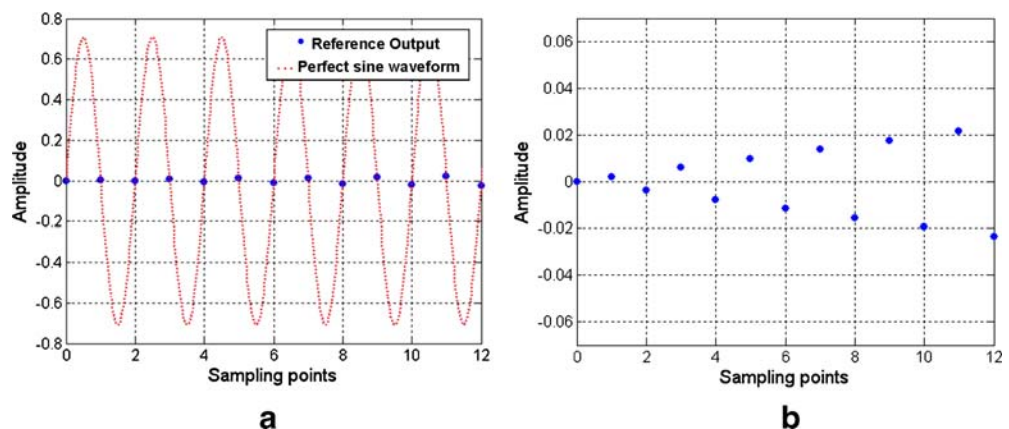 0.8
0.6
0.4
0.2
0
-0.2
-0.4
-0.6
-0.8
Amplitude
Reference Output
Perfect sine waveform
0 2 4 6 8 10 12
Sampling points
a
0.06
0.04
0.02
0
-0.02
-0.04
-0.06
Amplitude
0 2 4 6 8 10 12
Sampling points
b